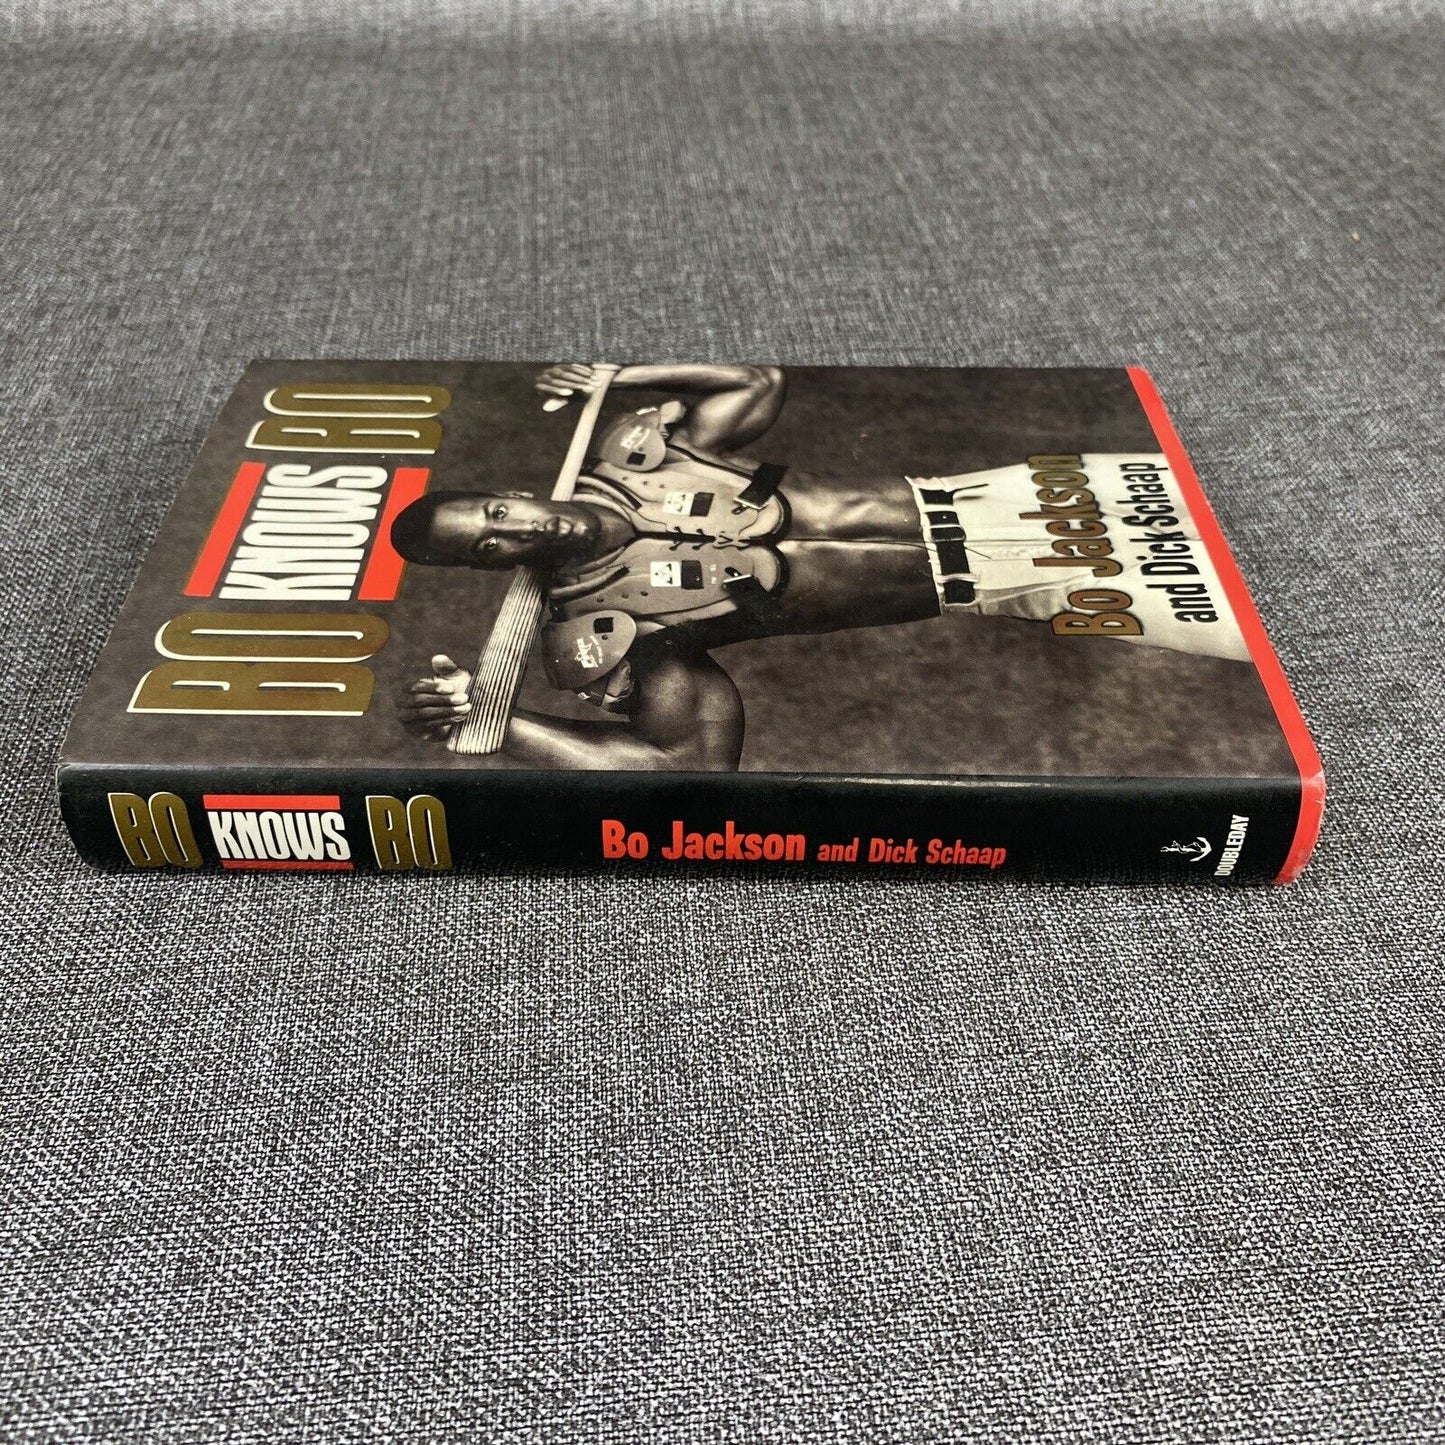 BO
KNOWS
BO
Bo Jackson
and Dick Schaap
BO KNOWS BO Bo Jackson and Dick Schaap DOUBLEDAY